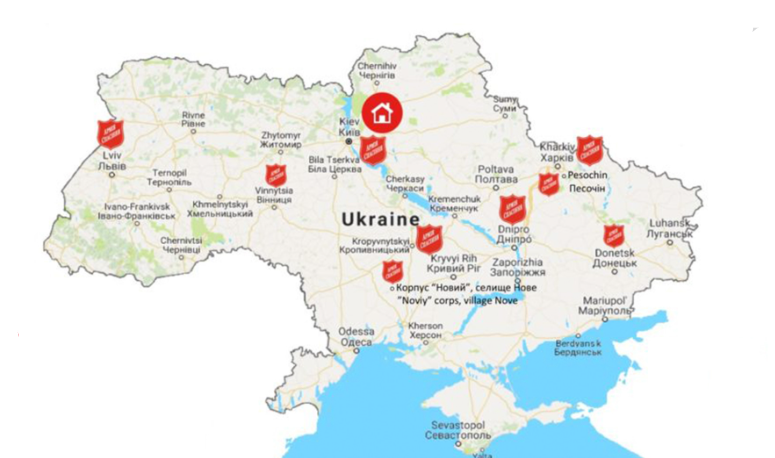 Chernihiv
Чернігів
Sumy
Суми
Rivne
Рівне
Kiev
Київ
Zhytomyr
Житомир
Lviv
Львів
Kharkiv
Харків
Pesochin
Песочін
Bila Tserkva
Біла Церква
Ternopil
Тернопіль
Poltava
Полтава
Cherkasy
Черкаси
Vinnytsia
Вінниця
Khmelnytskyi
Хмельницький
Kremenchuk
Кременчук
Ivano-Frankivsk
Івано-Франківськ
Ukraine
Luhansk
Луганськ
Dnipro
Дніпро
Chernivtsi
Чернівці
Kropyvnytskyi
Кропивницький
Donetsk
Донецьк
Kryvyi Rih
Кривий Ріг
Zaporizhia
Запоріжжя
Корпус “Новий”, селище Нове
“Noviy” corps, village Nove
Mariupol'
Маріуполь
Kherson
Херсон
Odessa
Одеса
Berdyans'k
Бердянськ
Sevastopol
Севастополь
Yalta